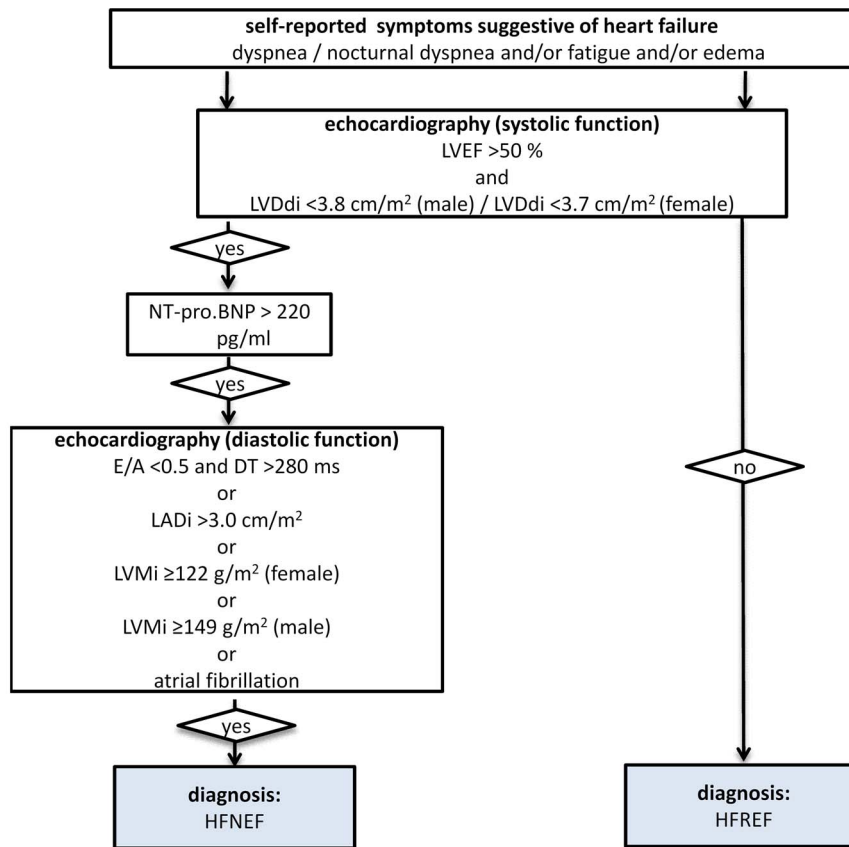 self-reported symptoms suggestive of heart failure
dyspnea / nocturnal dyspnea and/or fatigue and/or edema
echocardiography (systolic function)
LVEF >50 %
and
LVDdi <3.8 cm/m² (male) / LVDdi <3.7 cm/m² (female)
yes
NT-pro.BNP > 220
pg/ml
yes
echocardiography (diastolic function)
E/A <0.5 and DT >280 ms
or
LADi >3.0 cm/m²
or
LVMi ≥122 g/m² (female)
or
LVMi ≥149 g/m² (male)
or
atrial fibrillation
no
yes
diagnosis:
HFNEF
diagnosis:
HFREF